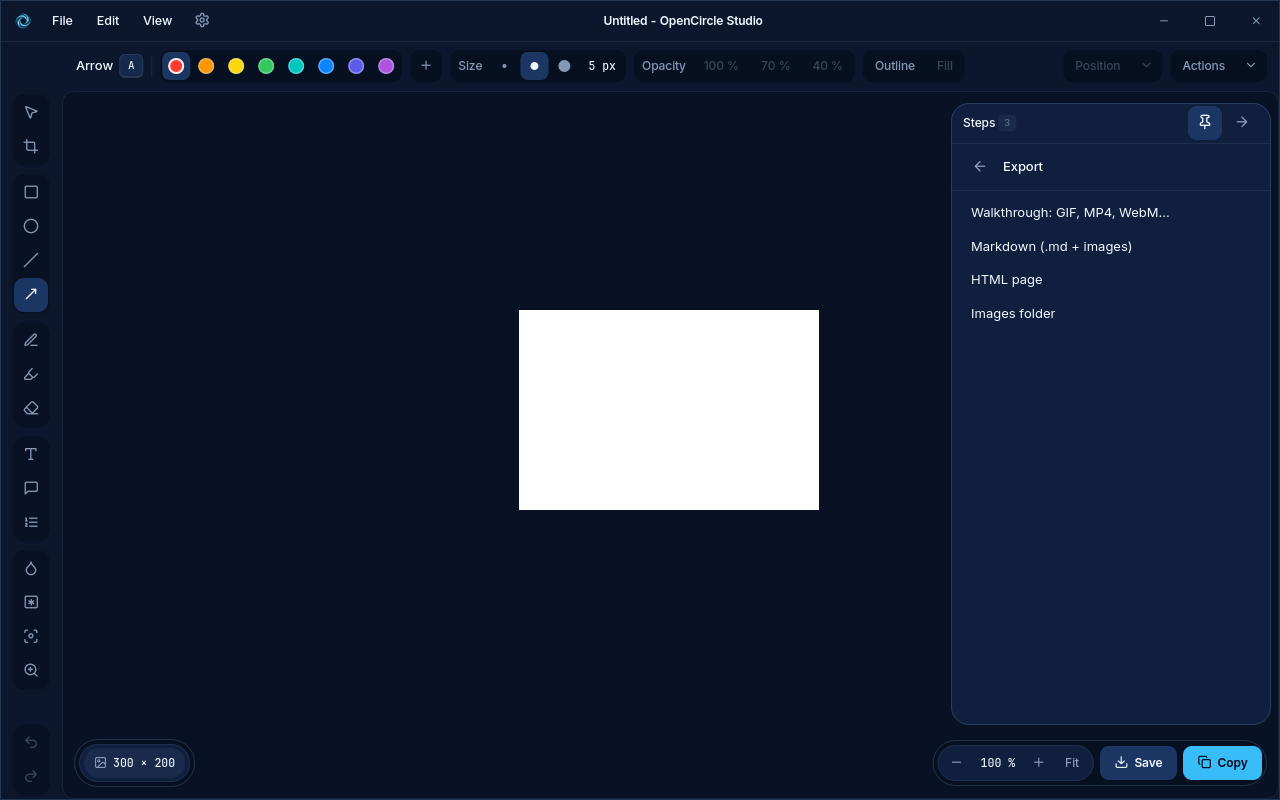 File Edit View Untitled - OpenCircle Studio
Arrow A Size 5 px Opacity 100 % 70 % 40 % Outline Fill Position Actions
Steps 3
Export
Walkthrough: GIF, MP4, WebM...
Markdown (.md + images)
HTML page
Images folder
300 × 200 100 % Fit Save Copy